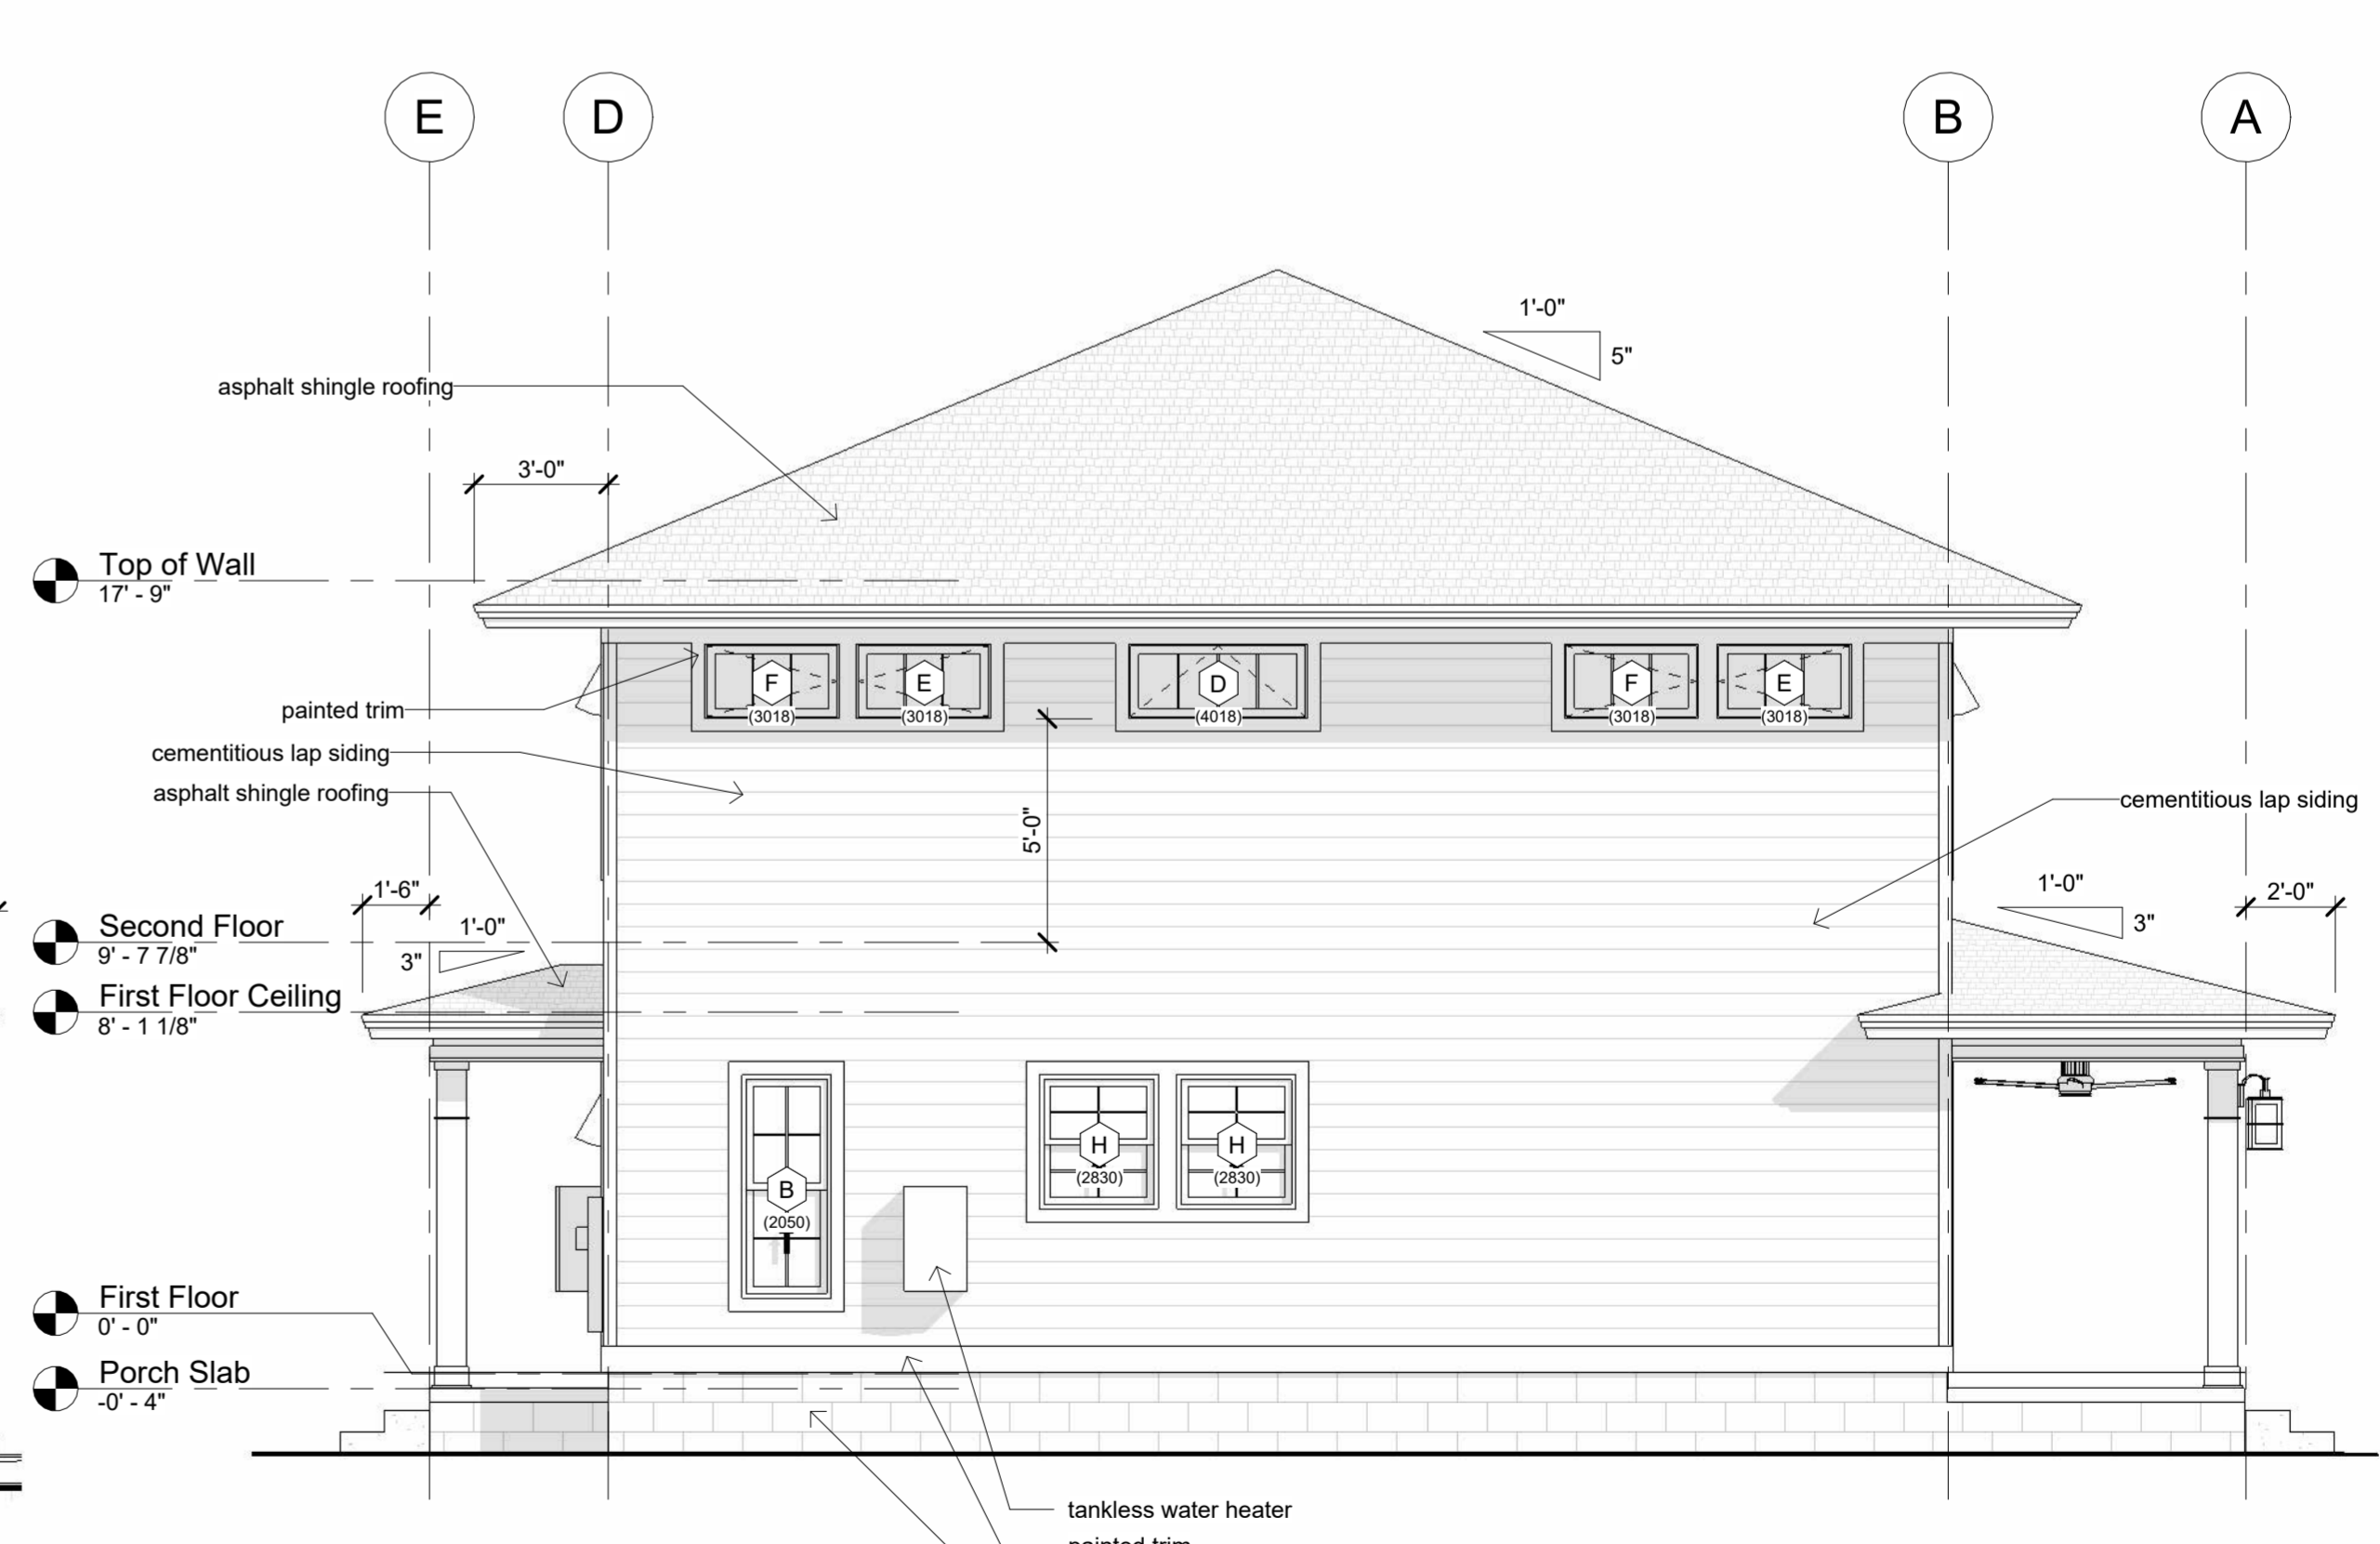 E
D
B
A
1'-0"
5"
asphalt shingle roofing
3'-0"
Top of Wall
17' - 9"
F
E
D
F
E
(3018)
(3018)
(4018)
(3018)
(3018)
painted trim
cementitious lap siding
asphalt shingle roofing
cementitious lap siding
5'-0"
1'-6"
1'-0"
2'-0"
3"
Second Floor
9' - 7 7/8"
1'-0"
3"
First Floor Ceiling
8' - 1 1/8"
H
H
(2830)
(2830)
B
(2050)
First Floor
0' - 0"
Porch Slab
-0' - 4"
tankless water heater
painted trim